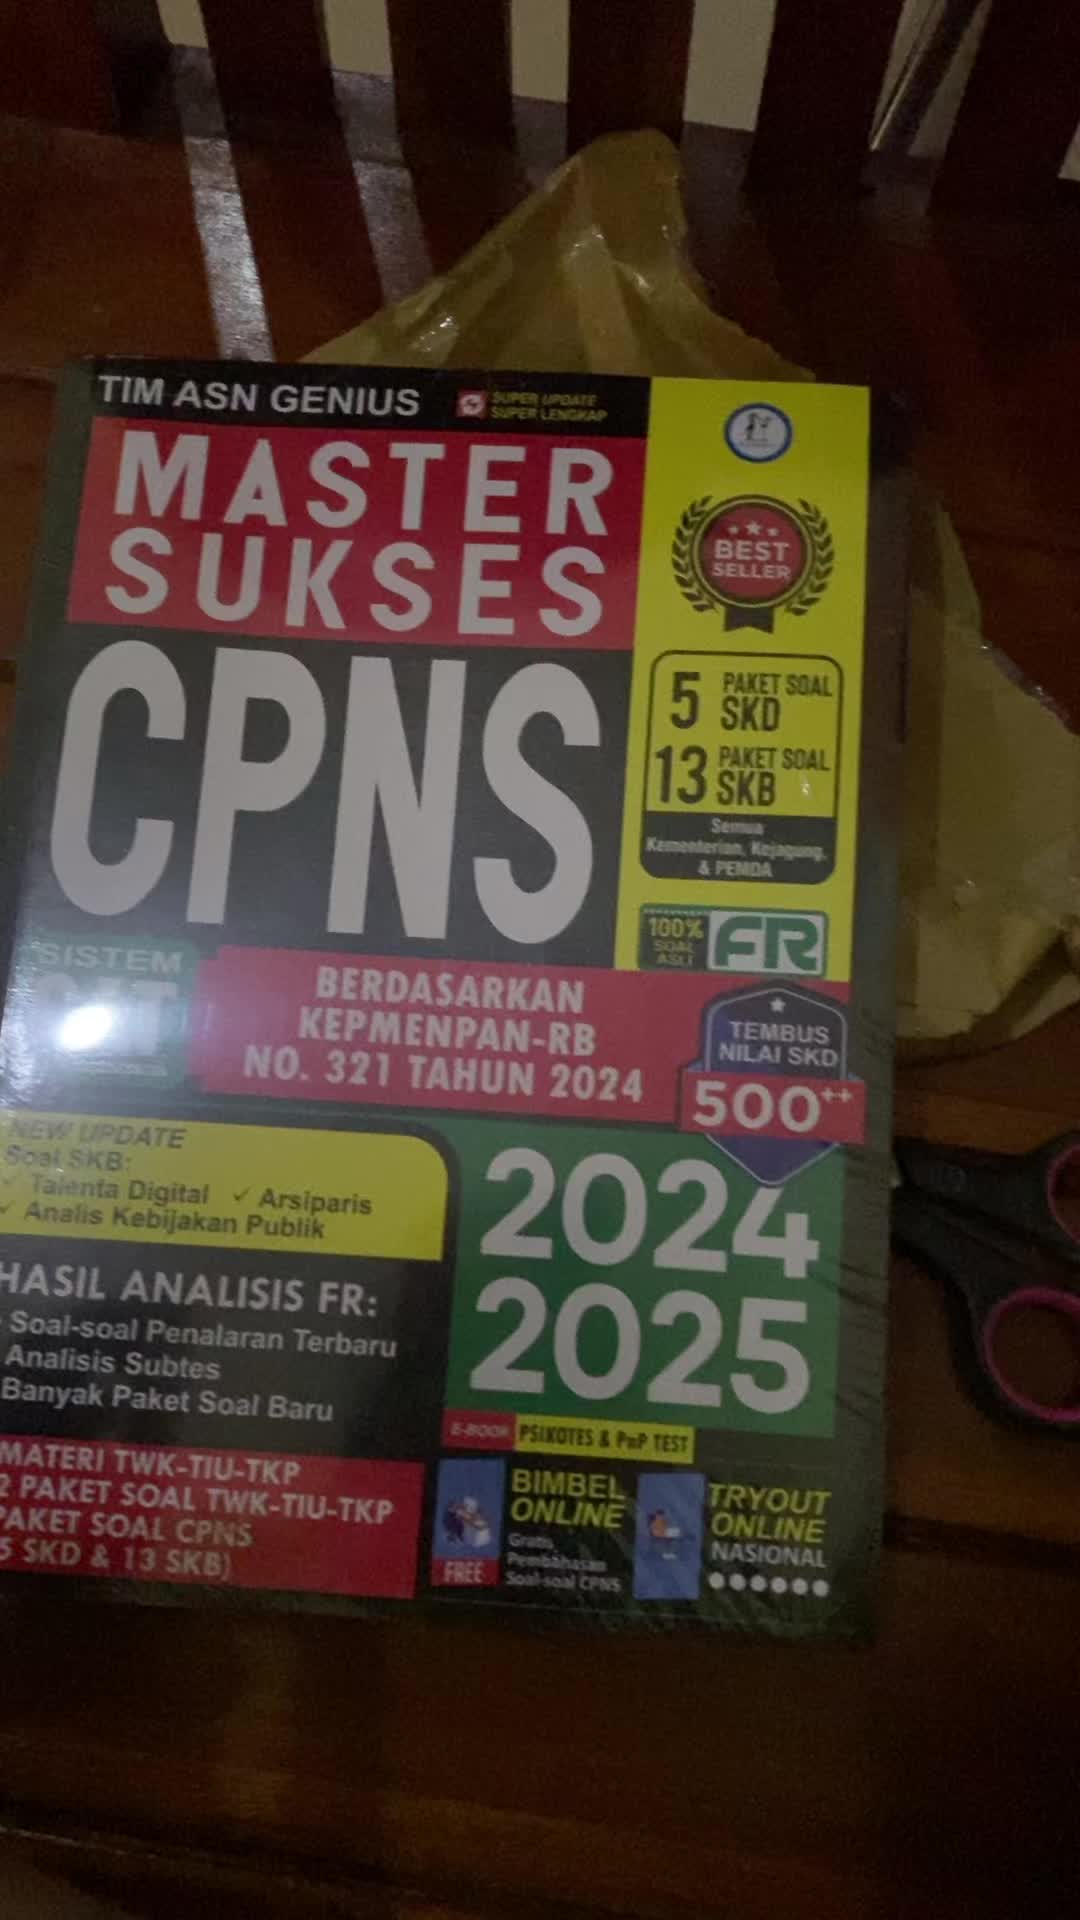 TIM ASN GENIUS
SUPER UPDATE
SUPER LENGKAP
MASTER
SUKSES
CPNS
BEST
SELLER
5 PAKET SOAL
SKD
13 PAKET SOAL
SKB
Semua
Kementerian, Kejagung,
& PEMDA
100%
SOAL
ASLI
FR
SISTEM
BERDASARKAN
KEPMENPAN-RB
NO. 321 TAHUN 2024
TEMBUS
NILAI SKD
500++
NEW UPDATE
Soal SKB:
✓ Talenta Digital ✓ Arsiparis
✓ Analis Kebijakan Publik
2024
2025
HASIL ANALISIS FR:
Soal-soal Penalaran Terbaru
Analisis Subtes
Banyak Paket Soal Baru
E-BOOK PSIKOTES & PnP TEST
MATERI TWK-TIU-TKP
2 PAKET SOAL TWK-TIU-TKP
PAKET SOAL CPNS
5 SKD & 13 SKB)
FREE
BIMBEL
ONLINE
Gratis
Pembahasan
Soal-soal CPNS
TRYOUT
ONLINE
NASIONAL